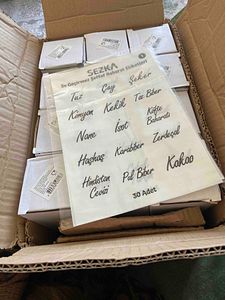 SEZKA
Su Geçirmez Şeffaf Baharat Etiketleri
Tuz Çay Şeker
Kimyon Kekik Toz Biber
Nane İsot Köfte Baharatı
Haşhaş Karabiber Zerdeçal
Hindistan Cevizi Pul Biber Kakao
30 Adet